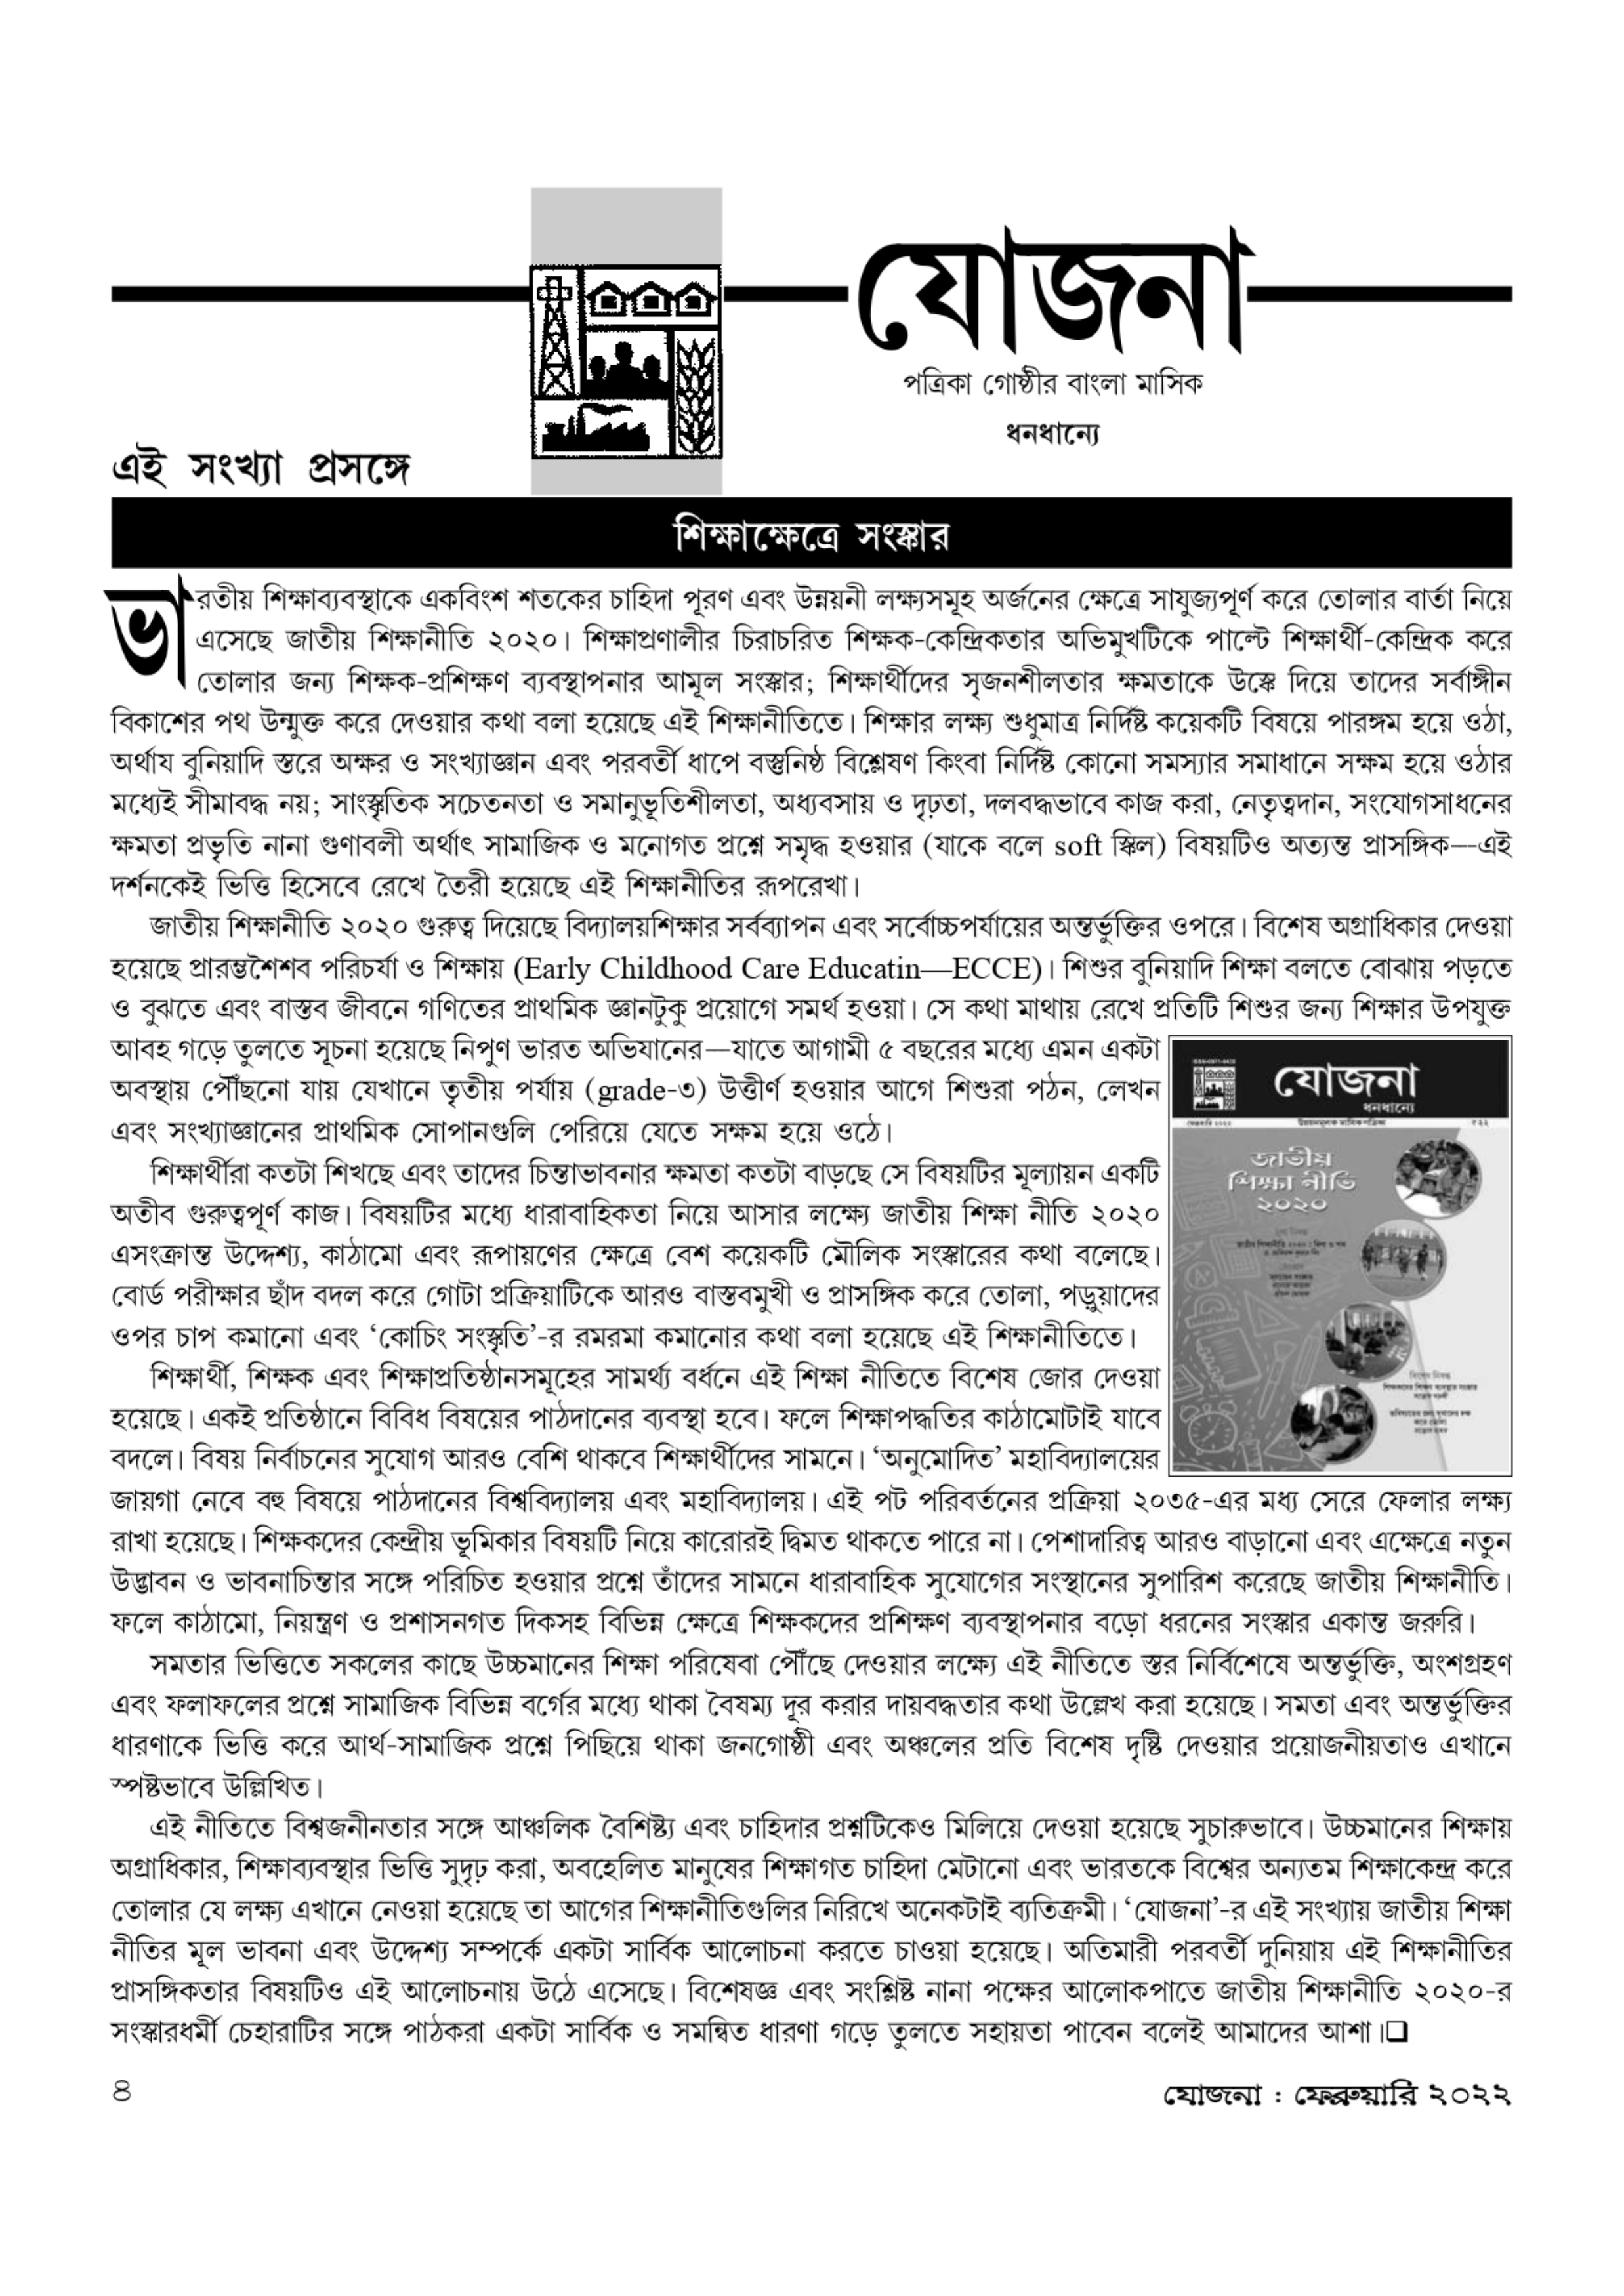 যোজনা
পত্রিকা গোষ্ঠীর বাংলা মাসিক
ধনধান্যে
এই সংখ্যা প্রসঙ্গে
শিক্ষাক্ষেত্রে সংস্কার
ভারতীয় শিক্ষাব্যবস্থাকে একবিংশ শতকের চাহিদা পূরণ এবং উন্নয়নী লক্ষ্যসমূহ অর্জনের ক্ষেত্রে সাযুজ্যপূর্ণ করে তোলার বার্তা নিয়ে
এসেছে জাতীয় শিক্ষানীতি ২০২০। শিক্ষাপ্রণালীর চিরাচরিত শিক্ষক-কেন্দ্রিকতার অভিমুখটিকে পাল্টে শিক্ষার্থী-কেন্দ্রিক করে
তোলার জন্য শিক্ষক-প্রশিক্ষণ ব্যবস্থাপনার আমূল সংস্কার; শিক্ষার্থীদের সৃজনশীলতার ক্ষমতাকে উস্কে দিয়ে তাদের সর্বাঙ্গীন
বিকাশের পথ উন্মুক্ত করে দেওয়ার কথা বলা হয়েছে এই শিক্ষানীতিতে। শিক্ষার লক্ষ্য শুধুমাত্র নির্দিষ্ট কয়েকটি বিষয়ে পারঙ্গম হয়ে ওঠা,
অর্থায বুনিয়াদি স্তরে অক্ষর ও সংখ্যাজ্ঞান এবং পরবর্তী ধাপে বস্তুনিষ্ঠ বিশ্লেষণ কিংবা নির্দিষ্ট কোনো সমস্যার সমাধানে সক্ষম হয়ে ওঠার
মধ্যেই সীমাবদ্ধ নয়; সাংস্কৃতিক সচেতনতা ও সমানুভূতিশীলতা, অধ্যবসায় ও দৃঢ়তা, দলবদ্ধভাবে কাজ করা, নেতৃত্বদান, সংযোগসাধনের
ক্ষমতা প্রভৃতি নানা গুণাবলী অর্থাৎ সামাজিক ও মনোগত প্রশ্নে সমৃদ্ধ হওয়ার (যাকে বলে soft স্কিল) বিষয়টিও অত্যন্ত প্রাসঙ্গিক—-এই
দর্শনকেই ভিত্তি হিসেবে রেখে তৈরী হয়েছে এই শিক্ষানীতির রূপরেখা।
জাতীয় শিক্ষানীতি ২০২০ গুরুত্ব দিয়েছে বিদ্যালয়শিক্ষার সর্বব্যাপন এবং সর্বোচ্চপর্যায়ের অন্তর্ভুক্তির ওপরে। বিশেষ অগ্রাধিকার দেওয়া
হয়েছে প্রারম্ভশৈশব পরিচর্যা ও শিক্ষায় (Early Childhood Care Educatin—ECCE)। শিশুর বুনিয়াদি শিক্ষা বলতে বোঝায় পড়তে
ও বুঝতে এবং বাস্তব জীবনে গণিতের প্রাথমিক জ্ঞানটুকু প্রয়োগে সমর্থ হওয়া। সে কথা মাথায় রেখে প্রতিটি শিশুর জন্য শিক্ষার উপযুক্ত
আবহ গড়ে তুলতে সূচনা হয়েছে নিপুণ ভারত অভিযানের—যাতে আগামী ৫ বছরের মধ্যে এমন একটা
অবস্থায় পৌঁছনো যায় যেখানে তৃতীয় পর্যায় (grade-৩) উত্তীর্ণ হওয়ার আগে শিশুরা পঠন, লেখন
এবং সংখ্যাজ্ঞানের প্রাথমিক সোপানগুলি পেরিয়ে যেতে সক্ষম হয়ে ওঠে।
শিক্ষার্থীরা কতটা শিখছে এবং তাদের চিন্তাভাবনার ক্ষমতা কতটা বাড়ছে সে বিষয়টির মূল্যায়ন একটি
অতীব গুরুত্বপূর্ণ কাজ। বিষয়টির মধ্যে ধারাবাহিকতা নিয়ে আসার লক্ষ্যে জাতীয় শিক্ষা নীতি ২০২০
এসংক্রান্ত উদ্দেশ্য, কাঠামো এবং রূপায়ণের ক্ষেত্রে বেশ কয়েকটি মৌলিক সংস্কারের কথা বলেছে।
বোর্ড পরীক্ষার ছাঁদ বদল করে গোটা প্রক্রিয়াটিকে আরও বাস্তবমুখী ও প্রাসঙ্গিক করে তোলা, পড়ুয়াদের
ওপর চাপ কমানো এবং ‘কোচিং সংস্কৃতি’-র রমরমা কমানোর কথা বলা হয়েছে এই শিক্ষানীতিতে।
শিক্ষার্থী, শিক্ষক এবং শিক্ষাপ্রতিষ্ঠানসমূহের সামর্থ্য বর্ধনে এই শিক্ষা নীতিতে বিশেষ জোর দেওয়া
হয়েছে। একই প্রতিষ্ঠানে বিবিধ বিষয়ের পাঠদানের ব্যবস্থা হবে। ফলে শিক্ষাপদ্ধতির কাঠামোটাই যাবে
বদলে। বিষয় নির্বাচনের সুযোগ আরও বেশি থাকবে শিক্ষার্থীদের সামনে। ‘অনুমোদিত’ মহাবিদ্যালয়ের
জায়গা নেবে বহু বিষয়ে পাঠদানের বিশ্ববিদ্যালয় এবং মহাবিদ্যালয়। এই পট পরিবর্তনের প্রক্রিয়া ২০৩৫-এর মধ্য সেরে ফেলার লক্ষ্য
রাখা হয়েছে। শিক্ষকদের কেন্দ্রীয় ভূমিকার বিষয়টি নিয়ে কারোরই দ্বিমত থাকতে পারে না। পেশাদারিত্ব আরও বাড়ানো এবং এক্ষেত্রে নতুন
উদ্ভাবন ও ভাবনাচিন্তার সঙ্গে পরিচিত হওয়ার প্রশ্নে তাঁদের সামনে ধারাবাহিক সুযোগের সংস্থানের সুপারিশ করেছে জাতীয় শিক্ষানীতি।
ফলে কাঠামো, নিয়ন্ত্রণ ও প্রশাসনগত দিকসহ বিভিন্ন ক্ষেত্রে শিক্ষকদের প্রশিক্ষণ ব্যবস্থাপনার বড়ো ধরনের সংস্কার একান্ত জরুরি।
সমতার ভিত্তিতে সকলের কাছে উচ্চমানের শিক্ষা পরিষেবা পৌঁছে দেওয়ার লক্ষ্যে এই নীতিতে স্তর নির্বিশেষে অন্তর্ভুক্তি, অংশগ্রহণ
এবং ফলাফলের প্রশ্নে সামাজিক বিভিন্ন বর্গের মধ্যে থাকা বৈষম্য দূর করার দায়বদ্ধতার কথা উল্লেখ করা হয়েছে। সমতা এবং অন্তর্ভুক্তির
ধারণাকে ভিত্তি করে আর্থ-সামাজিক প্রশ্নে পিছিয়ে থাকা জনগোষ্ঠী এবং অঞ্চলের প্রতি বিশেষ দৃষ্টি দেওয়ার প্রয়োজনীয়তাও এখানে
স্পষ্টভাবে উল্লিখিত।
এই নীতিতে বিশ্বজনীনতার সঙ্গে আঞ্চলিক বৈশিষ্ট্য এবং চাহিদার প্রশ্নটিকেও মিলিয়ে দেওয়া হয়েছে সুচারুভাবে। উচ্চমানের শিক্ষায়
অগ্রাধিকার, শিক্ষাব্যবস্থার ভিত্তি সুদৃঢ় করা, অবহেলিত মানুষের শিক্ষাগত চাহিদা মেটানো এবং ভারতকে বিশ্বের অন্যতম শিক্ষাকেন্দ্র করে
তোলার যে লক্ষ্য এখানে নেওয়া হয়েছে তা আগের শিক্ষানীতিগুলির নিরিখে অনেকটাই ব্যতিক্রমী। ‘যোজনা’-র এই সংখ্যায় জাতীয় শিক্ষা
নীতির মূল ভাবনা এবং উদ্দেশ্য সম্পর্কে একটা সার্বিক আলোচনা করতে চাওয়া হয়েছে। অতিমারী পরবর্তী দুনিয়ায় এই শিক্ষানীতির
প্রাসঙ্গিকতার বিষয়টিও এই আলোচনায় উঠে এসেছে। বিশেষজ্ঞ এবং সংশ্লিষ্ট নানা পক্ষের আলোকপাতে জাতীয় শিক্ষানীতি ২০২০-র
সংস্কারধর্মী চেহারাটির সঙ্গে পাঠকরা একটা সার্বিক ও সমন্বিত ধারণা গড়ে তুলতে সহায়তা পাবেন বলেই আমাদের আশা।❑
যোজনা
ধনধান্যে
জাতীয়
শিক্ষা নীতি
২০২০
৪
যোজনা : ফেব্রুয়ারি ২০২২